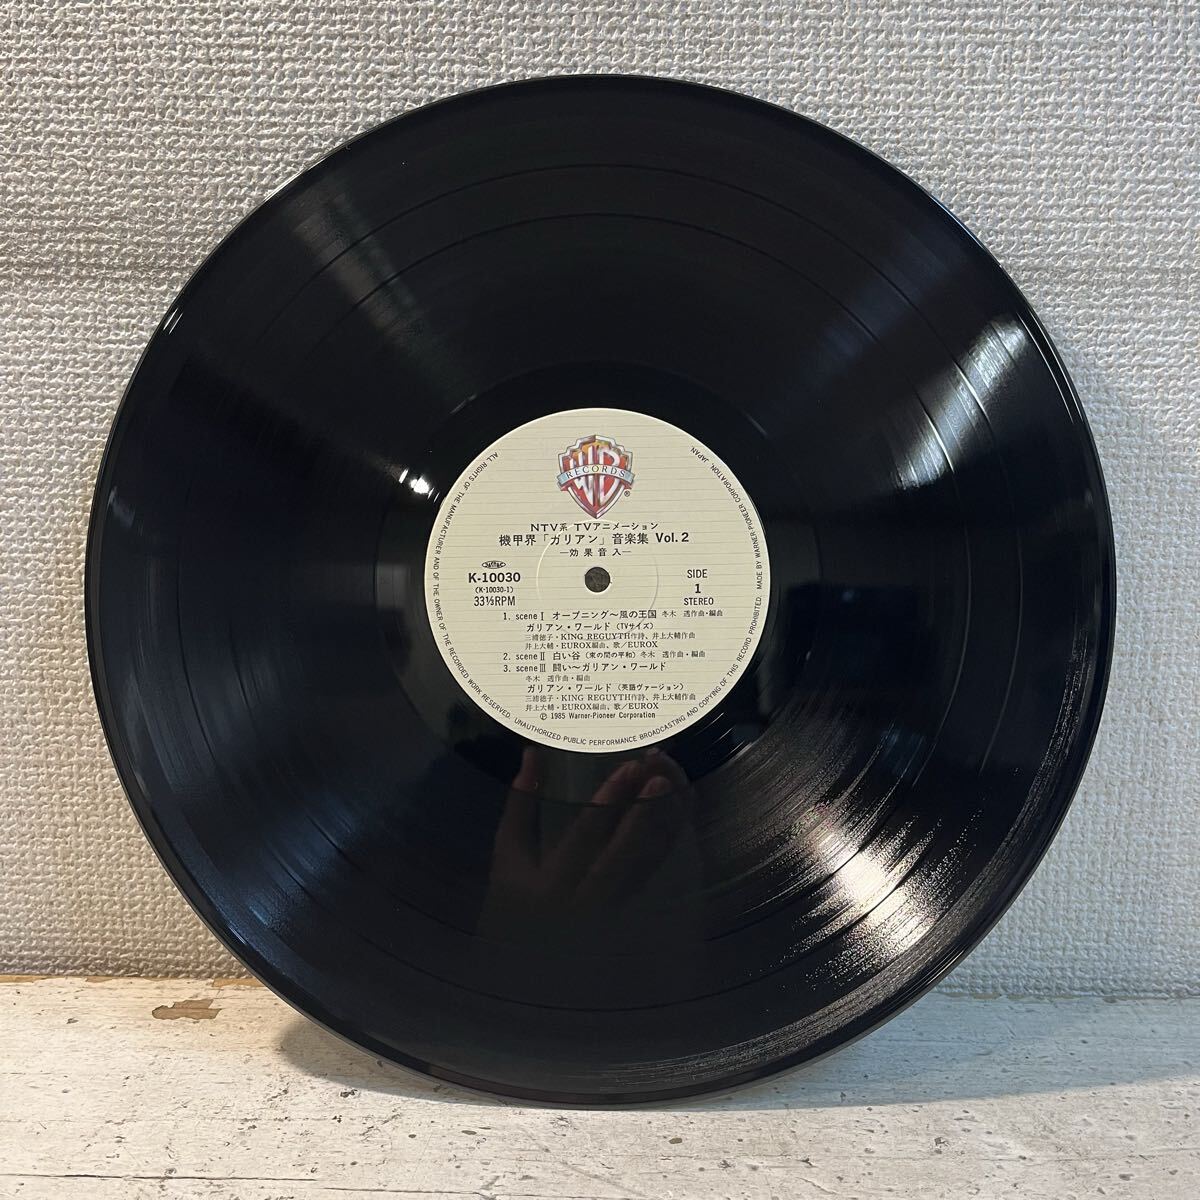 WB
RECORDS
®
NTV系 TVアニメーション
機甲界「ガリアン」音楽集 Vol.2
―効果音入―
K-10030
(K-10030-1)
33⅓RPM
SIDE
1
STEREO
1. scene Ⅰ オープニング〜風の王国 冬木 透作曲・編曲
ガリアン・ワールド (TVサイズ)
三浦徳子・KING REGUYTH作詩、井上大輔作曲
井上大輔・EUROX編曲、歌/EUROX
2. scene Ⅱ 白い谷 (束の間の平和) 冬木 透作曲・編曲
3. scene Ⅲ 闘い〜ガリアン・ワールド
冬木 透作曲・編曲
ガリアン・ワールド (英語ヴァージョン)
三浦徳子・KING REGUYTH作詩、井上大輔作曲
井上大輔・EUROX編曲、歌/EUROX
Ⓟ 1985 Warner-Pioneer Corporation
ALL RIGHTS OF THE MANUFACTURER AND OF THE OWNER OF THE RECORDED WORK RESERVED. UNAUTHORIZED PUBLIC PERFORMANCE BROADCASTING AND COPYING OF THIS RECORD PROHIBITED. MADE BY WARNER-PIONEER CORPORATION, JAPAN.